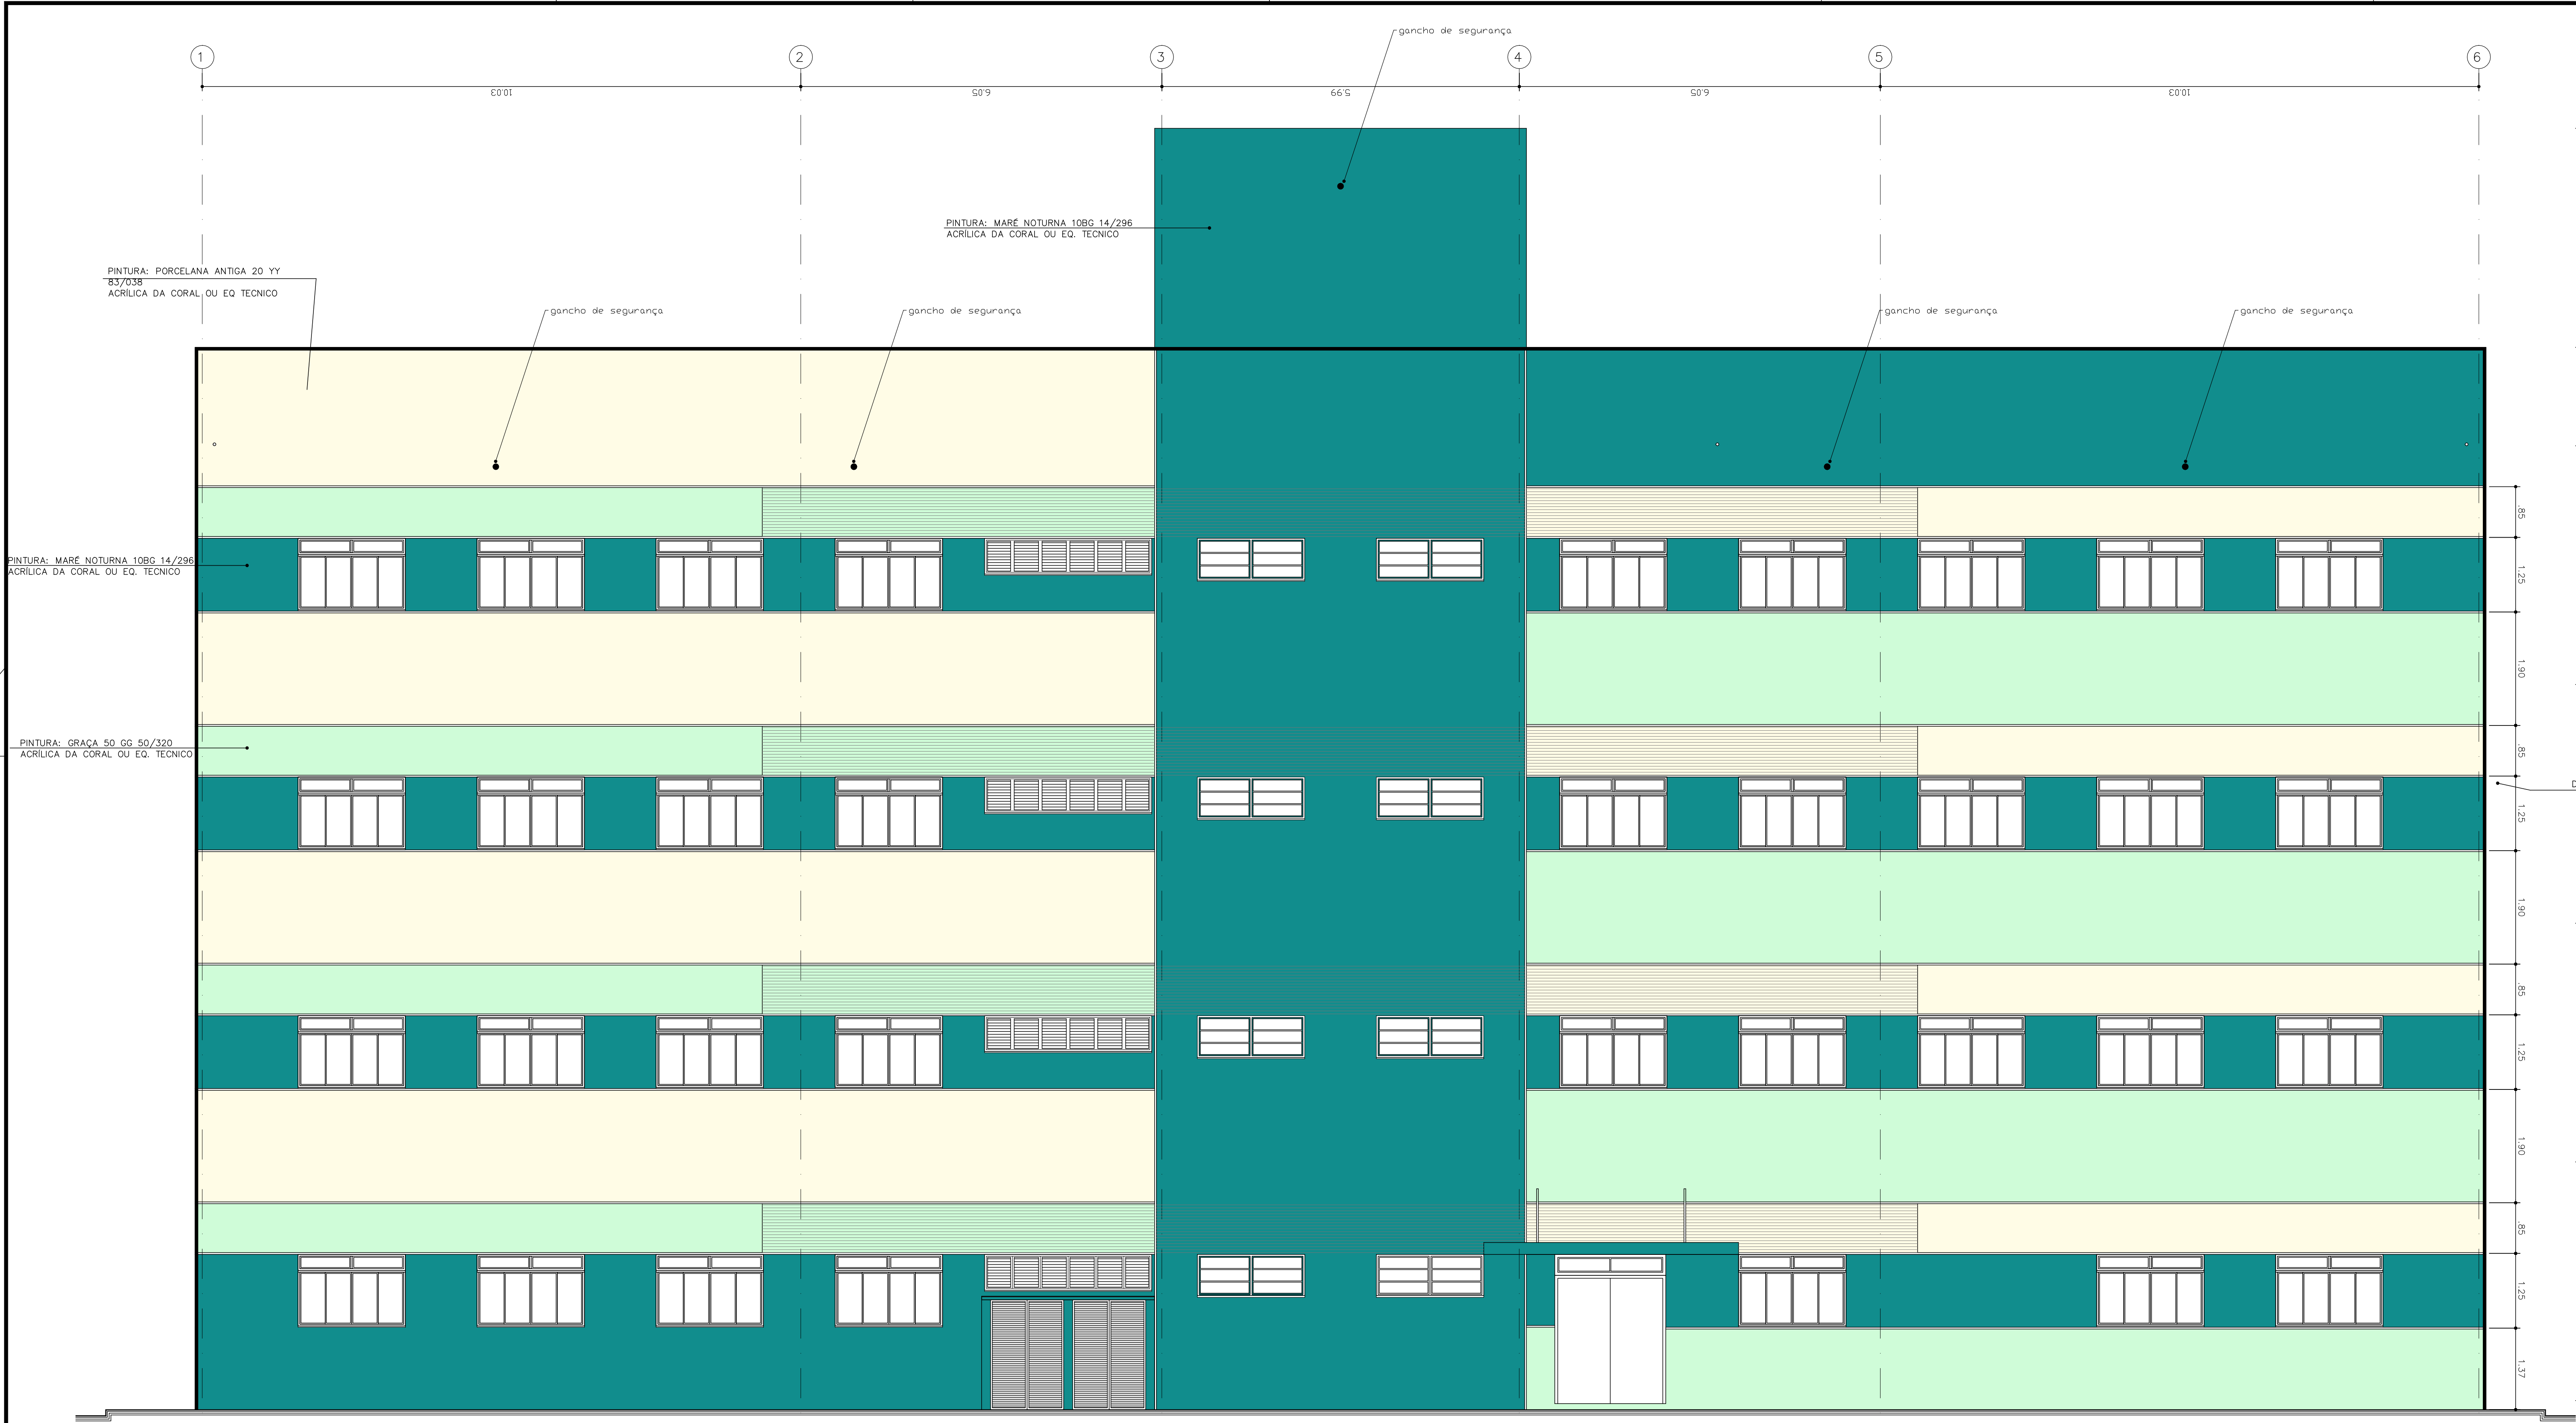 gancho de segurança
1
2
3
4
5
6
10.03
6.05
5.99
6.05
10.03
PINTURA: MARÉ NOTURNA 10BG 14/296
ACRÍLICA DA CORAL OU EQ. TECNICO
PINTURA: PORCELANA ANTIGA 20 YY
83/038
ACRÍLICA DA CORAL OU EQ TECNICO
gancho de segurança
gancho de segurança
gancho de segurança
gancho de segurança
.85
PINTURA: MARÉ NOTURNA 10BG 14/296
ACRÍLICA DA CORAL OU EQ. TECNICO
1.25
1.90
PINTURA: GRAÇA 50 GG 50/320
ACRÍLICA DA CORAL OU EQ. TECNICO
.85
D
1.25
1.90
.85
1.25
1.90
.85
1.25
1.37